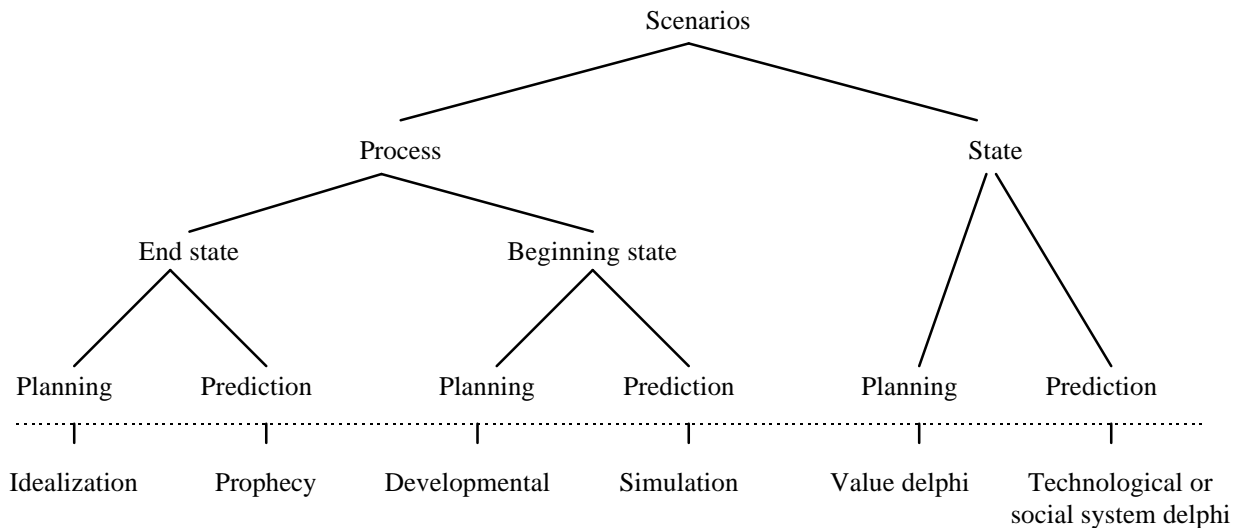 Scenarios
Process State
End state Beginning state
Planning Prediction Planning Prediction Planning Prediction
Idealization Prophecy Developmental Simulation Value delphi Technological or
social system delphi